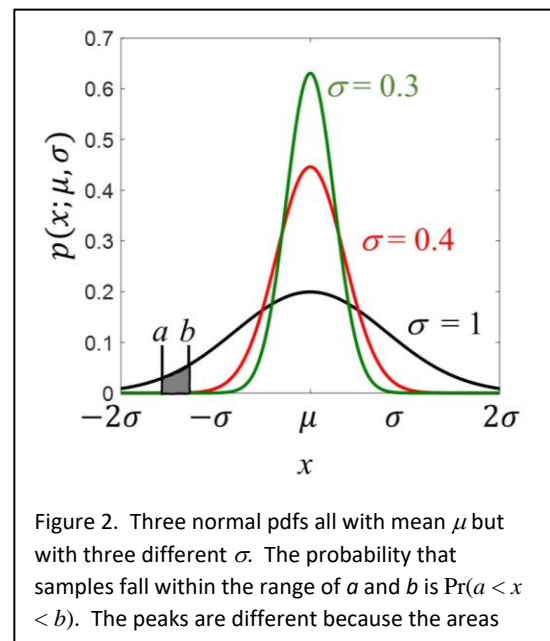 0.7
0.6
0.5
0.4
0.3
0.2
0.1
0
p(x; μ, σ)
σ = 0.3
σ = 0.4
σ = 1
a b
−2σ −σ μ σ 2σ
x
Figure 2. Three normal pdfs all with mean μ but
with three different σ. The probability that
samples fall within the range of a and b is Pr(a < x
< b). The peaks are different because the areas